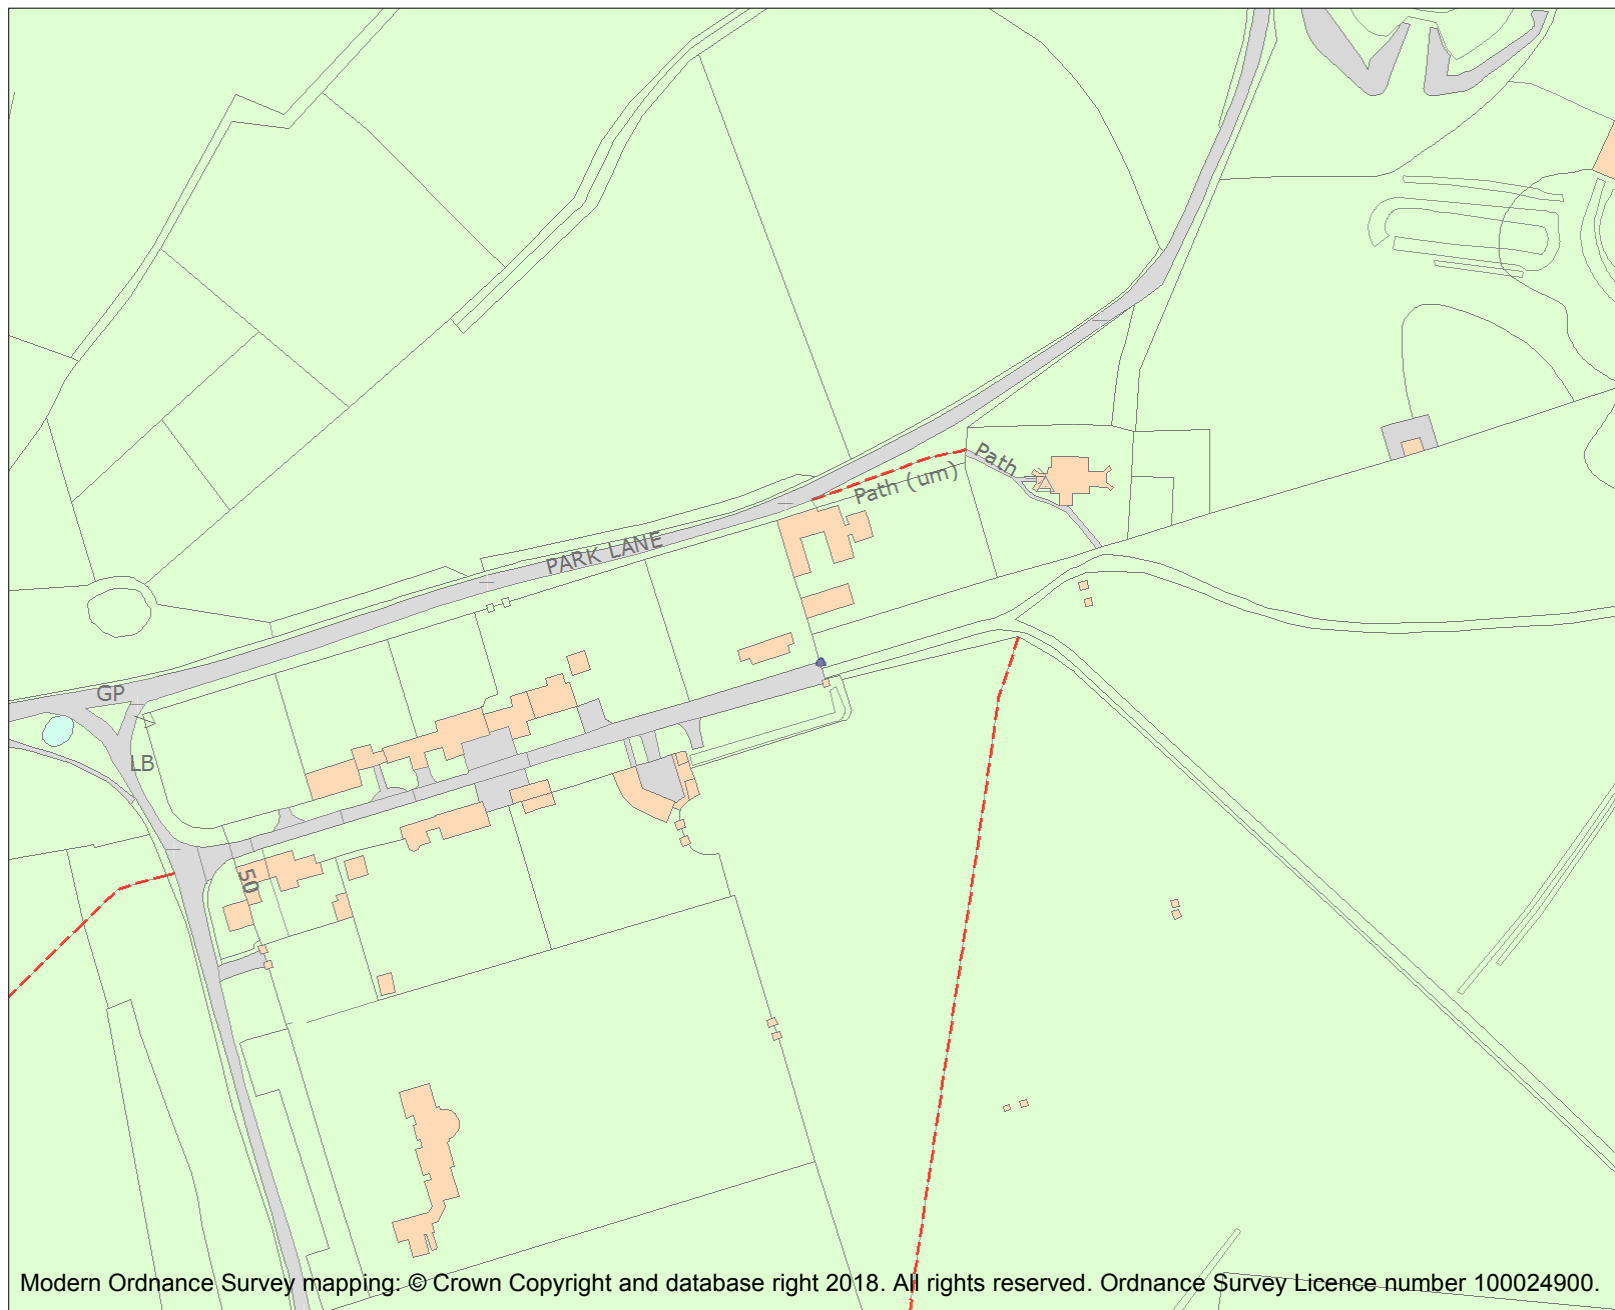 Path
Path (um)
PARK LANE
GP
LB
50
Modern Ordnance Survey mapping: © Crown Copyright and database right 2018. All rights reserved. Ordnance Survey Licence number 100024900.